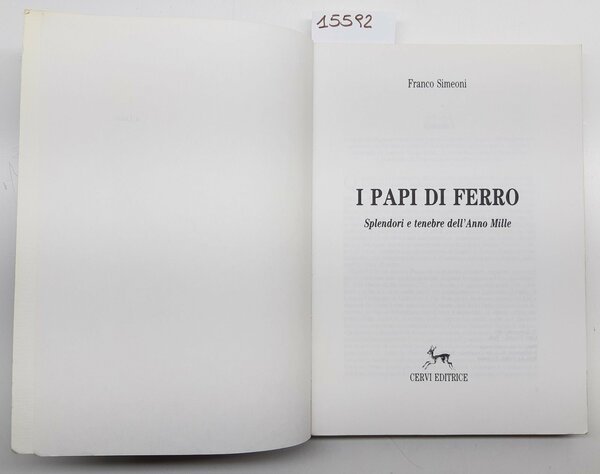 15592
Franco Simeoni
I PAPI DI FERRO
Splendori e tenebre dell'Anno Mille
CERVI EDITRICE